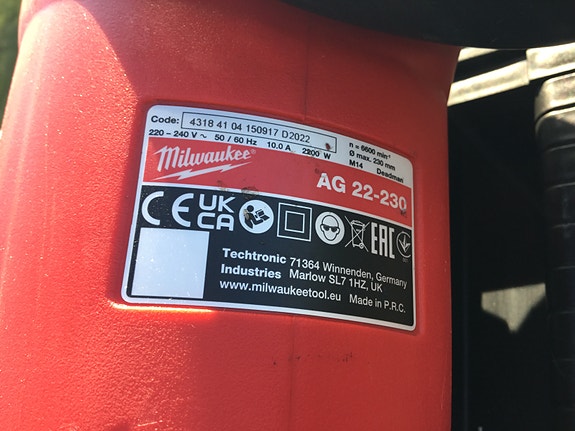 Code: 4318 41 04 150917 D2022
220 - 240 V ~ 50 / 60 Hz 10.0 A 2200 W
n = 6600 min⁻¹
Ø max. 230 mm
M14 Deadman
Milwaukee®
AG 22-230
CE UK CA EAC
Techtronic Industries
71364 Winnenden, Germany
Marlow SL7 1HZ, UK
www.milwaukeetool.eu Made in P.R.C.